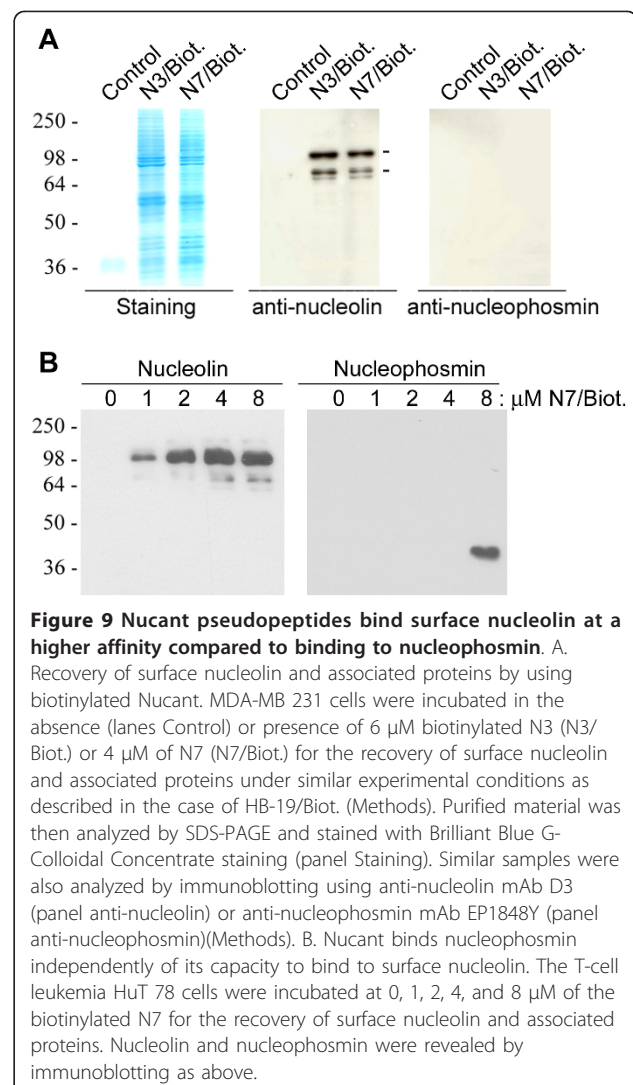 A
Control N3/Biot. N7/Biot. Control N3/Biot. N7/Biot. Control N3/Biot. N7/Biot.
250 -
98 -
64 -
50 -
36 -
Staining anti-nucleolin anti-nucleophosmin
B
Nucleolin Nucleophosmin
0 1 2 4 8 0 1 2 4 8 : μM N7/Biot.
250 -
98 -
64 -
50 -
36 -
Figure 9 Nucant pseudopeptides bind surface nucleolin at a
higher affinity compared to binding to nucleophosmin. A.
Recovery of surface nucleolin and associated proteins by using
biotinylated Nucant. MDA-MB 231 cells were incubated in the
absence (lanes Control) or presence of 6 μM biotinylated N3 (N3/
Biot.) or 4 μM of N7 (N7/Biot.) for the recovery of surface nucleolin
and associated proteins under similar experimental conditions as
described in the case of HB-19/Biot. (Methods). Purified material was
then analyzed by SDS-PAGE and stained with Brilliant Blue G-
Colloidal Concentrate staining (panel Staining). Similar samples were
also analyzed by immunoblotting using anti-nucleolin mAb D3
(panel anti-nucleolin) or anti-nucleophosmin mAb EP1848Y (panel
anti-nucleophosmin)(Methods). B. Nucant binds nucleophosmin
independently of its capacity to bind to surface nucleolin. The T-cell
leukemia HuT 78 cells were incubated at 0, 1, 2, 4, and 8 μM of the
biotinylated N7 for the recovery of surface nucleolin and associated
proteins. Nucleolin and nucleophosmin were revealed by
immunoblotting as above.